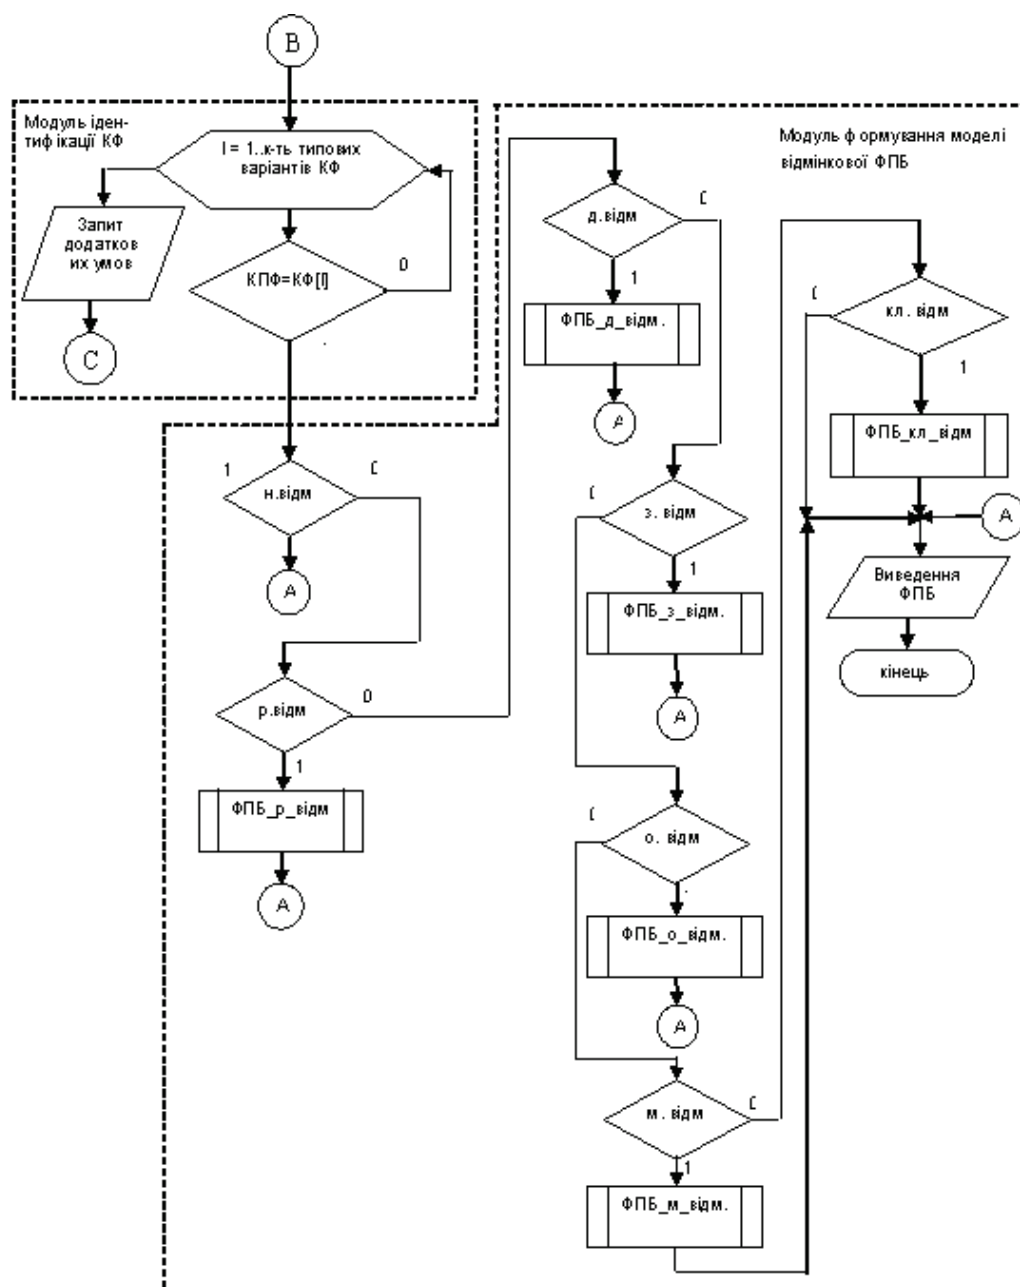 B
Модуль іден-
тифікації КФ
I = 1..к-ть типових
варіантів КФ
Запит
додатков
их умов
КПФ=КФ[I]
0
C
Модуль формування моделі
відмінкової ФПБ
д.відм
1
ФПБ_д_відм.
A
кл. відм
1
ФПБ_кл_відм
A
Виведення
ФПБ
кінець
1
н.відм
A
з. відм
1
ФПБ_з_відм.
A
р.відм
0
1
ФПБ_р_відм
A
о. відм
ФПБ_о_відм.
A
м. відм
1
ФПБ_м_відм.